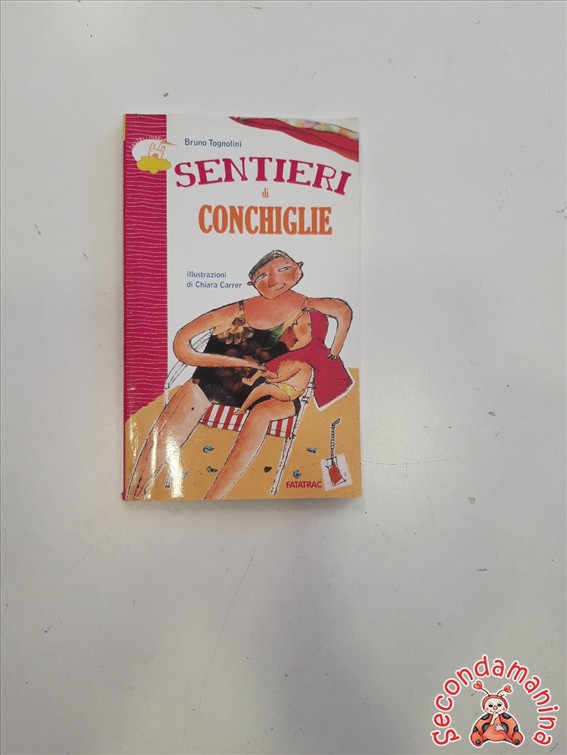 Bruno Tognolini
SENTIERI
di
CONCHIGLIE
illustrazioni
di Chiara Carrer
FATATRAC
Secondamanina